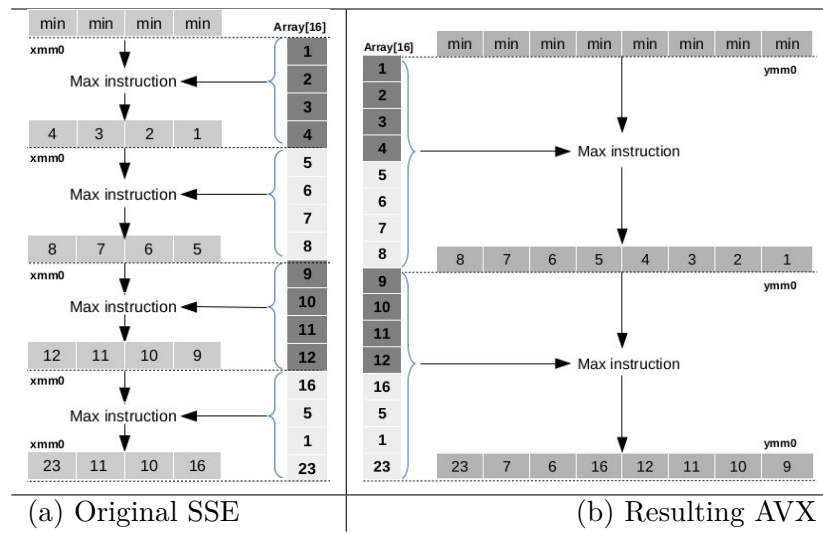 min min min min
Array[16]
xmm0
1
Max instruction
2
3
4 3 2 1
4
xmm0
5
Max instruction
6
7
8 7 6 5
8
xmm0
9
Max instruction
10
11
12 11 10 9
12
xmm0
16
Max instruction
5
xmm0
1
23 11 10 16
23
(a) Original SSE
min min min min min min min min
Array[16]
ymm0
1
2
3
4
Max instruction
5
6
7
8
8 7 6 5 4 3 2 1
ymm0
9
10
11
12
Max instruction
16
5
1
ymm0
23
23 7 6 16 12 11 10 9
(b) Resulting AVX